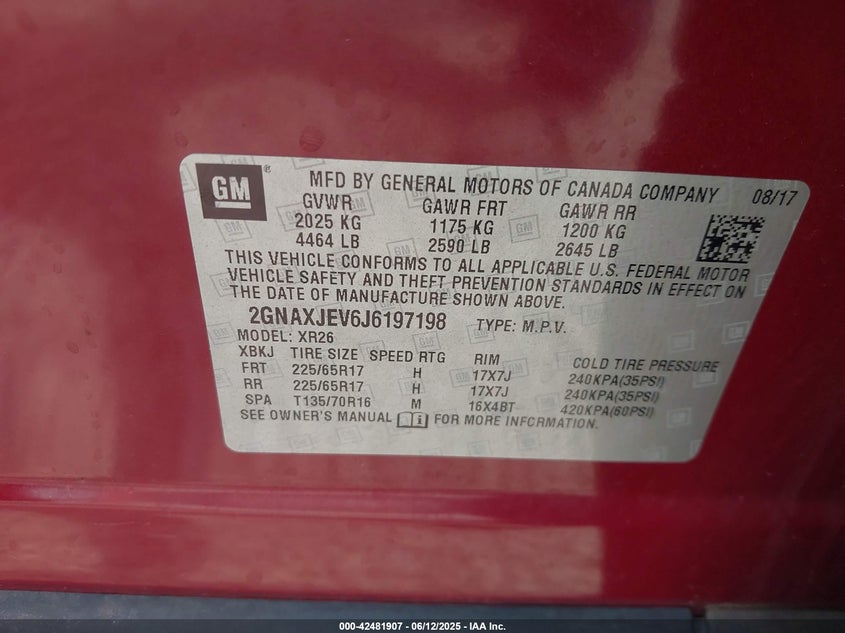 GM ®
MFD BY GENERAL MOTORS OF CANADA COMPANY 08/17
GVWR GAWR FRT GAWR RR
2025 KG 1175 KG 1200 KG
4464 LB 2590 LB 2645 LB
THIS VEHICLE CONFORMS TO ALL APPLICABLE U.S. FEDERAL MOTOR
VEHICLE SAFETY AND THEFT PREVENTION STANDARDS IN EFFECT ON
THE DATE OF MANUFACTURE SHOWN ABOVE.
2GNAXJEV6J6197198 TYPE: M.P.V.
MODEL: XR26
XBKJ TIRE SIZE SPEED RTG RIM COLD TIRE PRESSURE
FRT 225/65R17 H 17X7J 240KPA(35PSI)
RR 225/65R17 H 17X7J 240KPA(35PSI)
SPA T135/70R16 M 16X4BT 420KPA(60PSI)
SEE OWNER'S MANUAL FOR MORE INFORMATION.
000-42481907 - 06/12/2025 - IAA Inc.